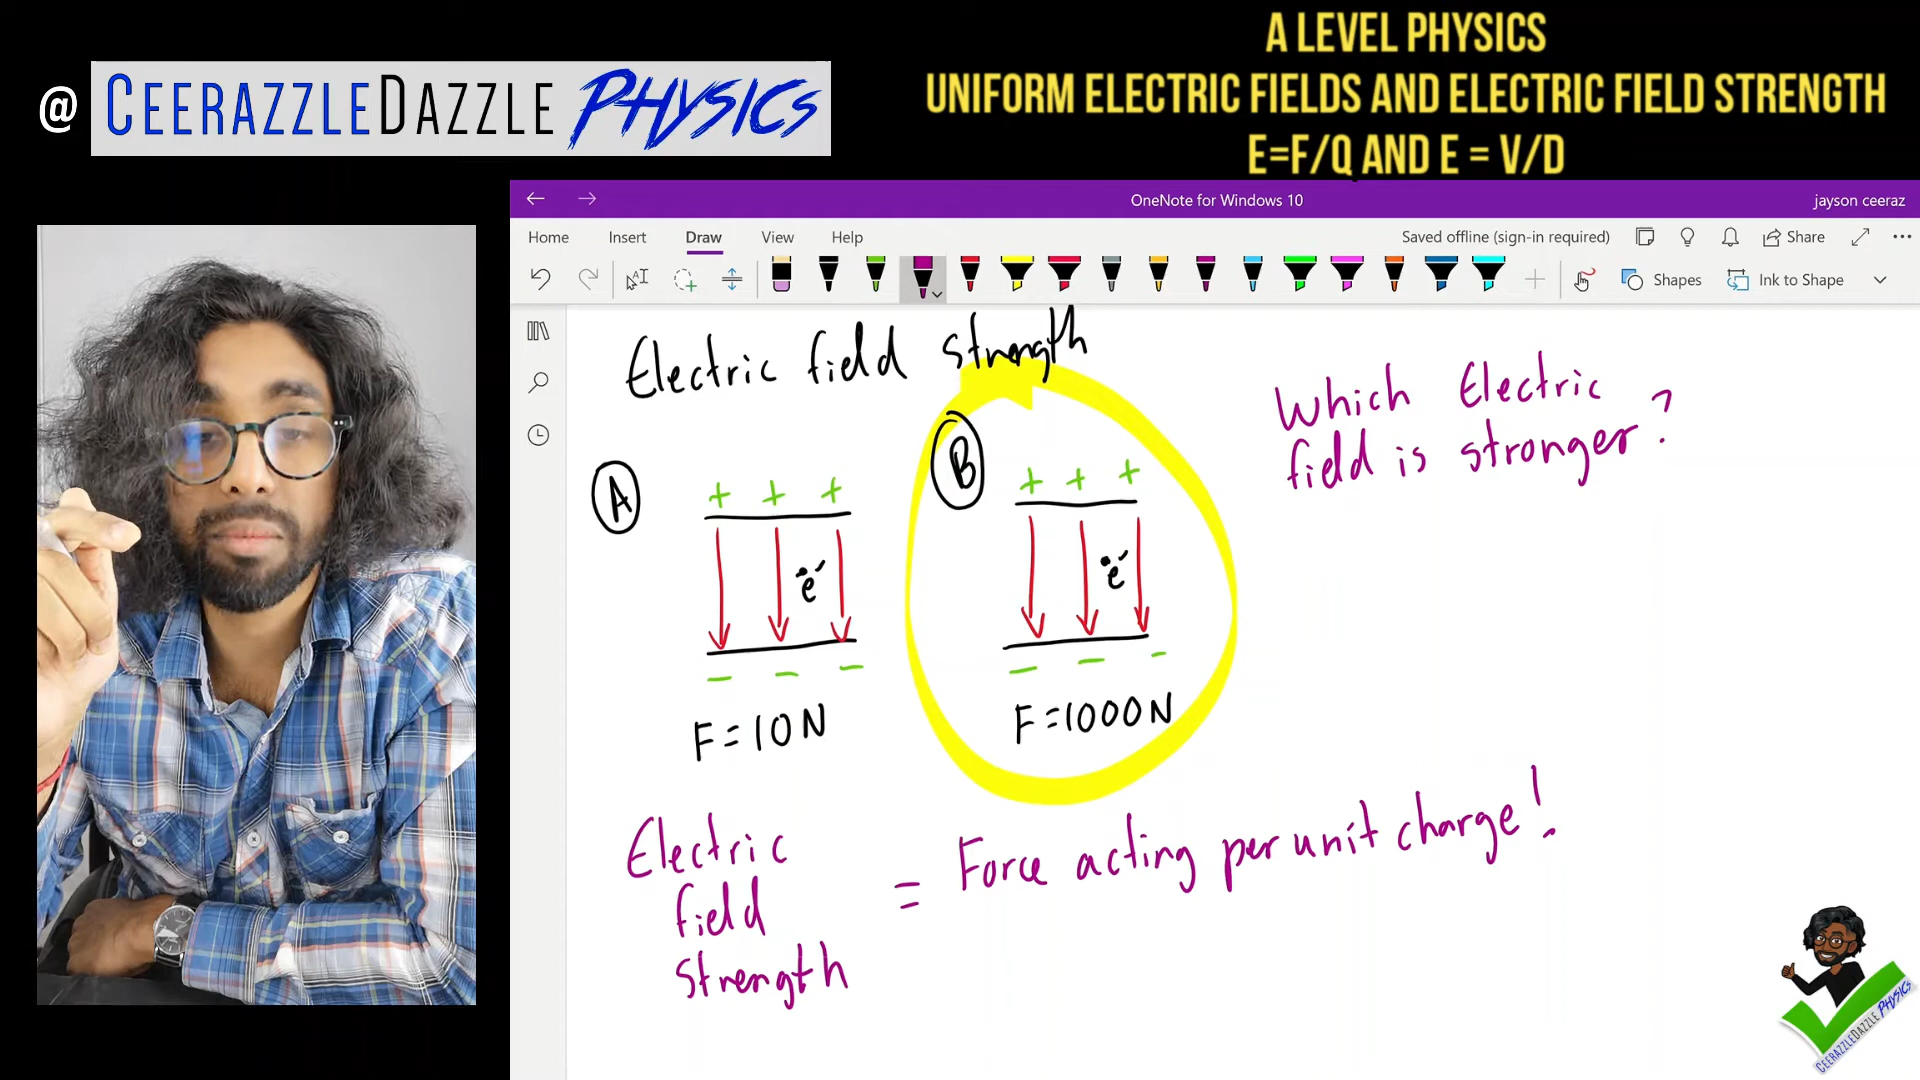 @ CEERAZZLEDAZZLE PHYSICS
A LEVEL PHYSICS
UNIFORM ELECTRIC FIELDS AND ELECTRIC FIELD STRENGTH
E=F/Q AND E = V/D
OneNote for Windows 10
jayson ceeraz
Home Insert Draw View Help
Saved offline (sign-in required)
Share
Shapes
Ink to Shape
Electric field strength
Which Electric
field is stronger?
A
B
+ + +
+ + +
e⁻
e⁻
- - -
- - -
F=10N
F=1000N
Electric
field
strength
= Force acting per unit charge!
CEERAZZLEDAZZLE PHYSICS